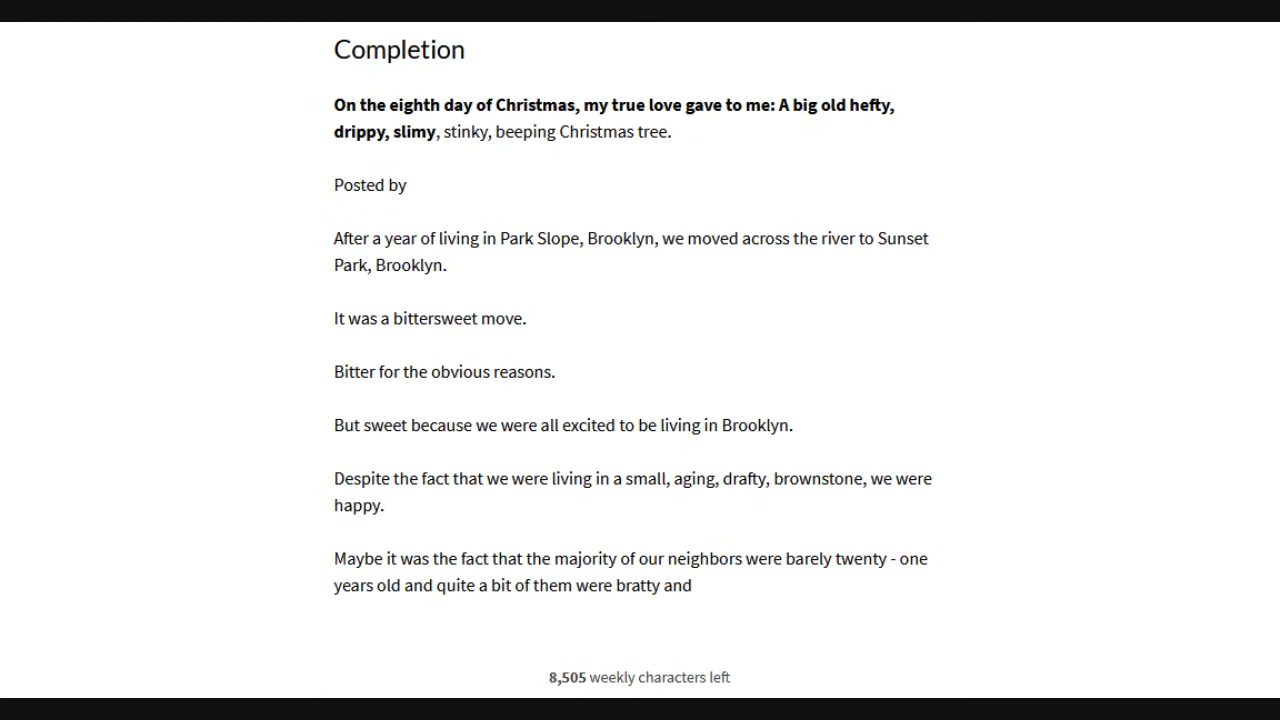 Completion
On the eighth day of Christmas, my true love gave to me: A big old hefty,
drippy, slimy, stinky, beeping Christmas tree.
Posted by
After a year of living in Park Slope, Brooklyn, we moved across the river to Sunset
Park, Brooklyn.
It was a bittersweet move.
Bitter for the obvious reasons.
But sweet because we were all excited to be living in Brooklyn.
Despite the fact that we were living in a small, aging, drafty, brownstone, we were
happy.
Maybe it was the fact that the majority of our neighbors were barely twenty - one
years old and quite a bit of them were bratty and
8,505 weekly characters left